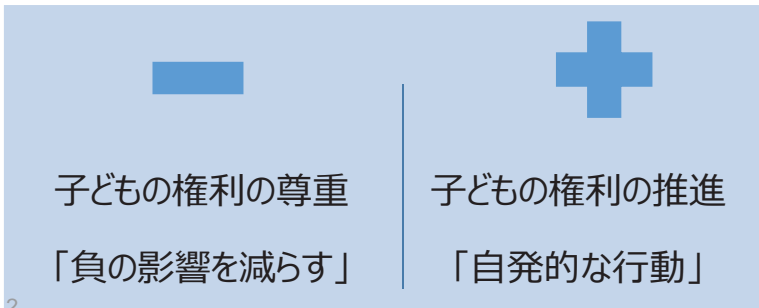 子どもの権利の尊重
「負の影響を減らす」
子どもの権利の推進
「自発的な行動」
2